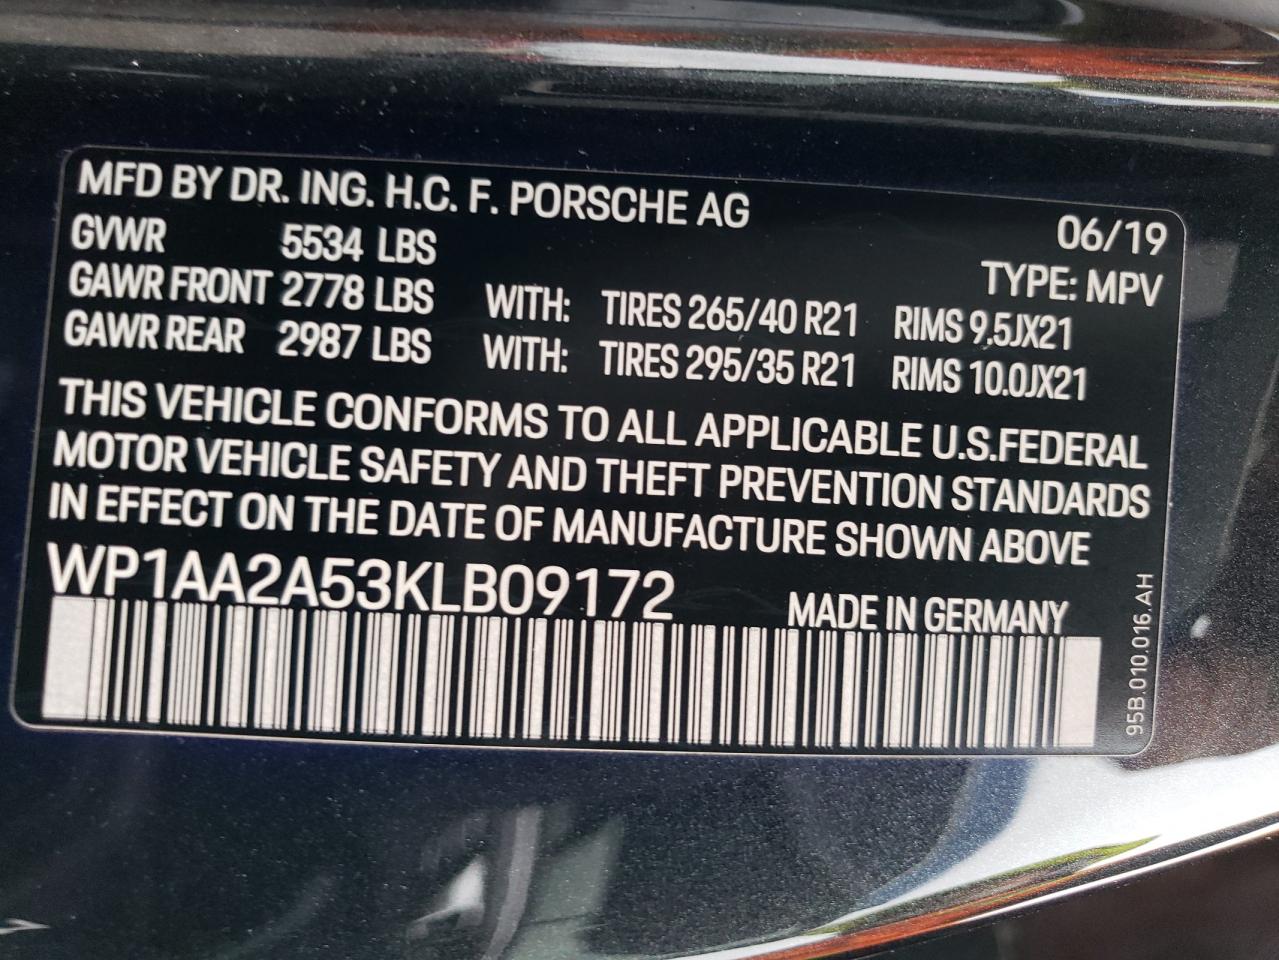 MFD BY DR. ING. H.C. F. PORSCHE AG
06/19
GVWR 5534 LBS
TYPE: MPV
GAWR FRONT 2778 LBS WITH: TIRES 265/40 R21 RIMS 9.5JX21
GAWR REAR 2987 LBS WITH: TIRES 295/35 R21 RIMS 10.0JX21
THIS VEHICLE CONFORMS TO ALL APPLICABLE U.S.FEDERAL
MOTOR VEHICLE SAFETY AND THEFT PREVENTION STANDARDS
IN EFFECT ON THE DATE OF MANUFACTURE SHOWN ABOVE
WP1AA2A53KLB09172
MADE IN GERMANY
95B.010.016.AH